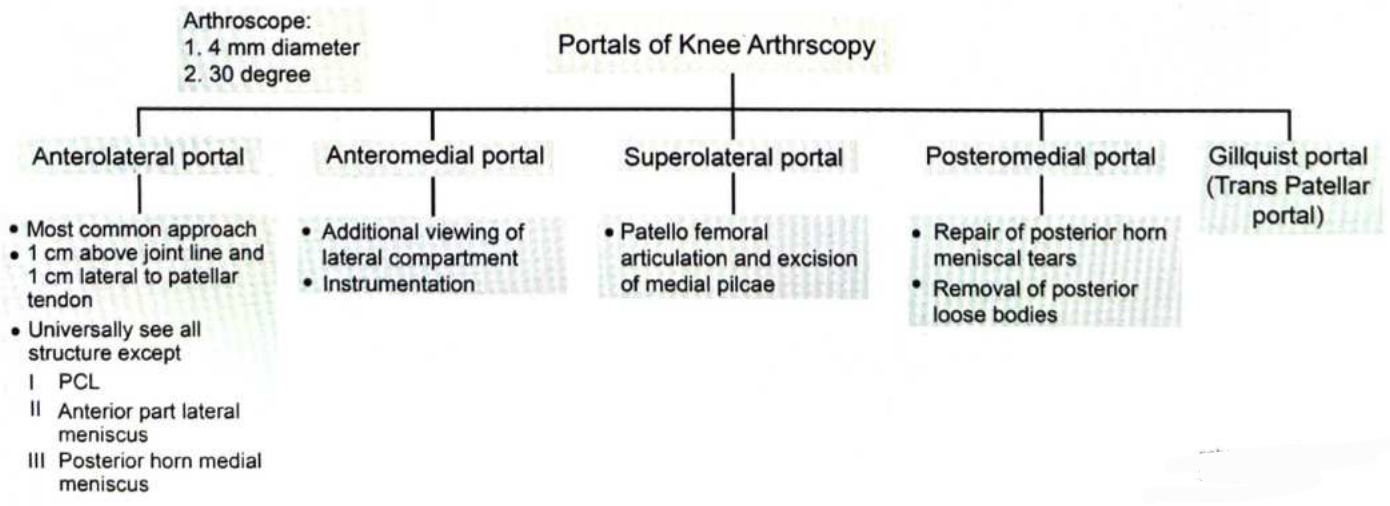 Arthroscope:
1. 4 mm diameter
2. 30 degree
Portals of Knee Arthrscopy
Anterolateral portal
• Most common approach
• 1 cm above joint line and
1 cm lateral to patellar
tendon
• Universally see all
structure except
I PCL
II Anterior part lateral
meniscus
III Posterior horn medial
meniscus
Anteromedial portal
• Additional viewing of
lateral compartment
• Instrumentation
Superolateral portal
• Patello femoral
articulation and excision
of medial pilcae
Posteromedial portal
• Repair of posterior horn
meniscal tears
• Removal of posterior
loose bodies
Gillquist portal
(Trans Patellar
portal)